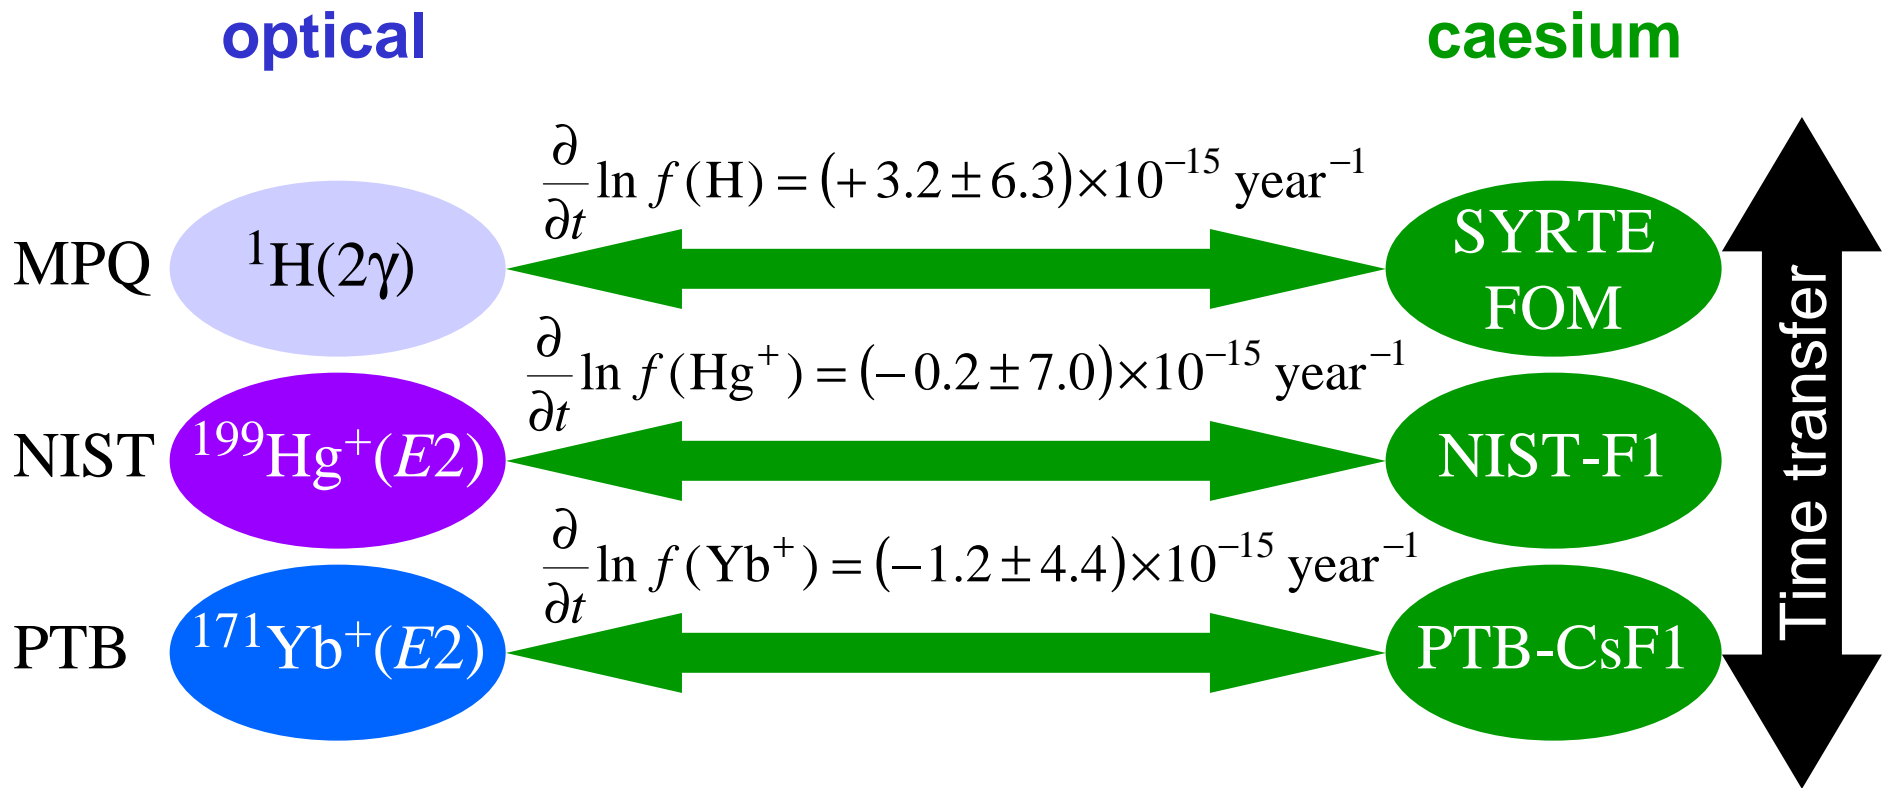 optical
caesium
∂/∂t ln f(H) = (+3.2 ± 6.3)×10⁻¹⁵ year⁻¹
MPQ
¹H(2γ)
SYRTE
FOM
∂/∂t ln f(Hg⁺) = (−0.2 ± 7.0)×10⁻¹⁵ year⁻¹
NIST
¹⁹⁹Hg⁺(E2)
NIST-F1
∂/∂t ln f(Yb⁺) = (−1.2 ± 4.4)×10⁻¹⁵ year⁻¹
PTB
¹⁷¹Yb⁺(E2)
PTB-CsF1
Time transfer